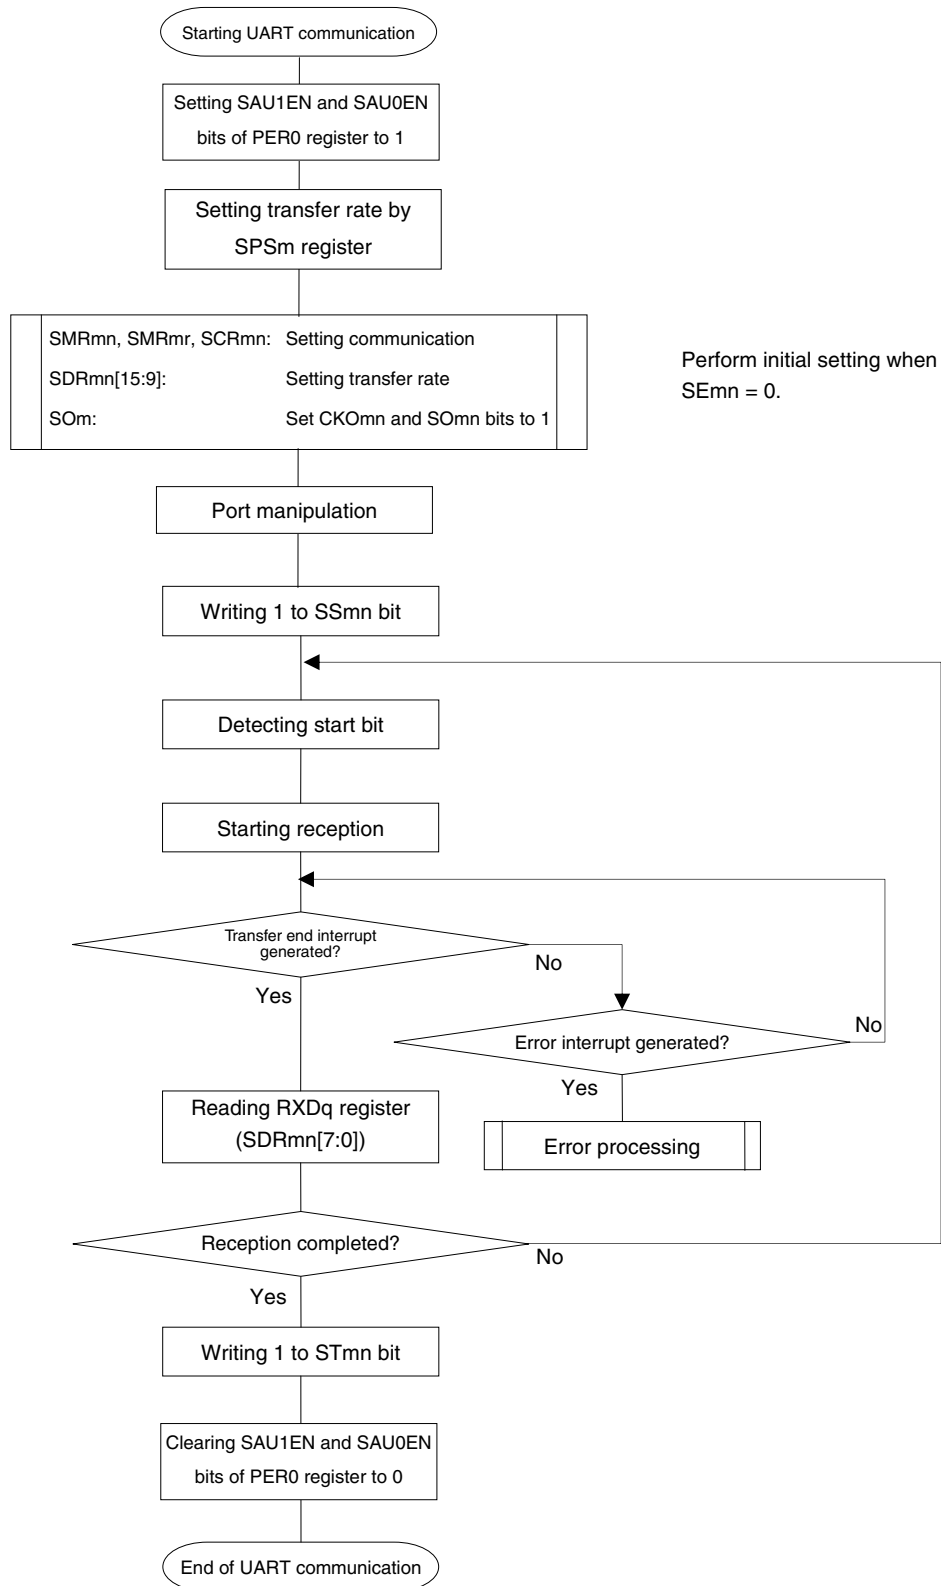 Starting UART communication
Setting SAU1EN and SAU0EN
bits of PER0 register to 1
Setting transfer rate by
SPSm register
SMRmn, SMRmr, SCRmn: Setting communication
SDRmn[15:9]: Setting transfer rate
SOm: Set CKOmn and SOmn bits to 1
Perform initial setting when
SEmn = 0.
Port manipulation
Writing 1 to SSmn bit
Detecting start bit
Starting reception
Transfer end interrupt
generated?
No
Yes
Error interrupt generated?
No
Yes
Reading RXDq register
(SDRmn[7:0])
Error processing
Reception completed?
No
Yes
Writing 1 to STmn bit
Clearing SAU1EN and SAU0EN
bits of PER0 register to 0
End of UART communication